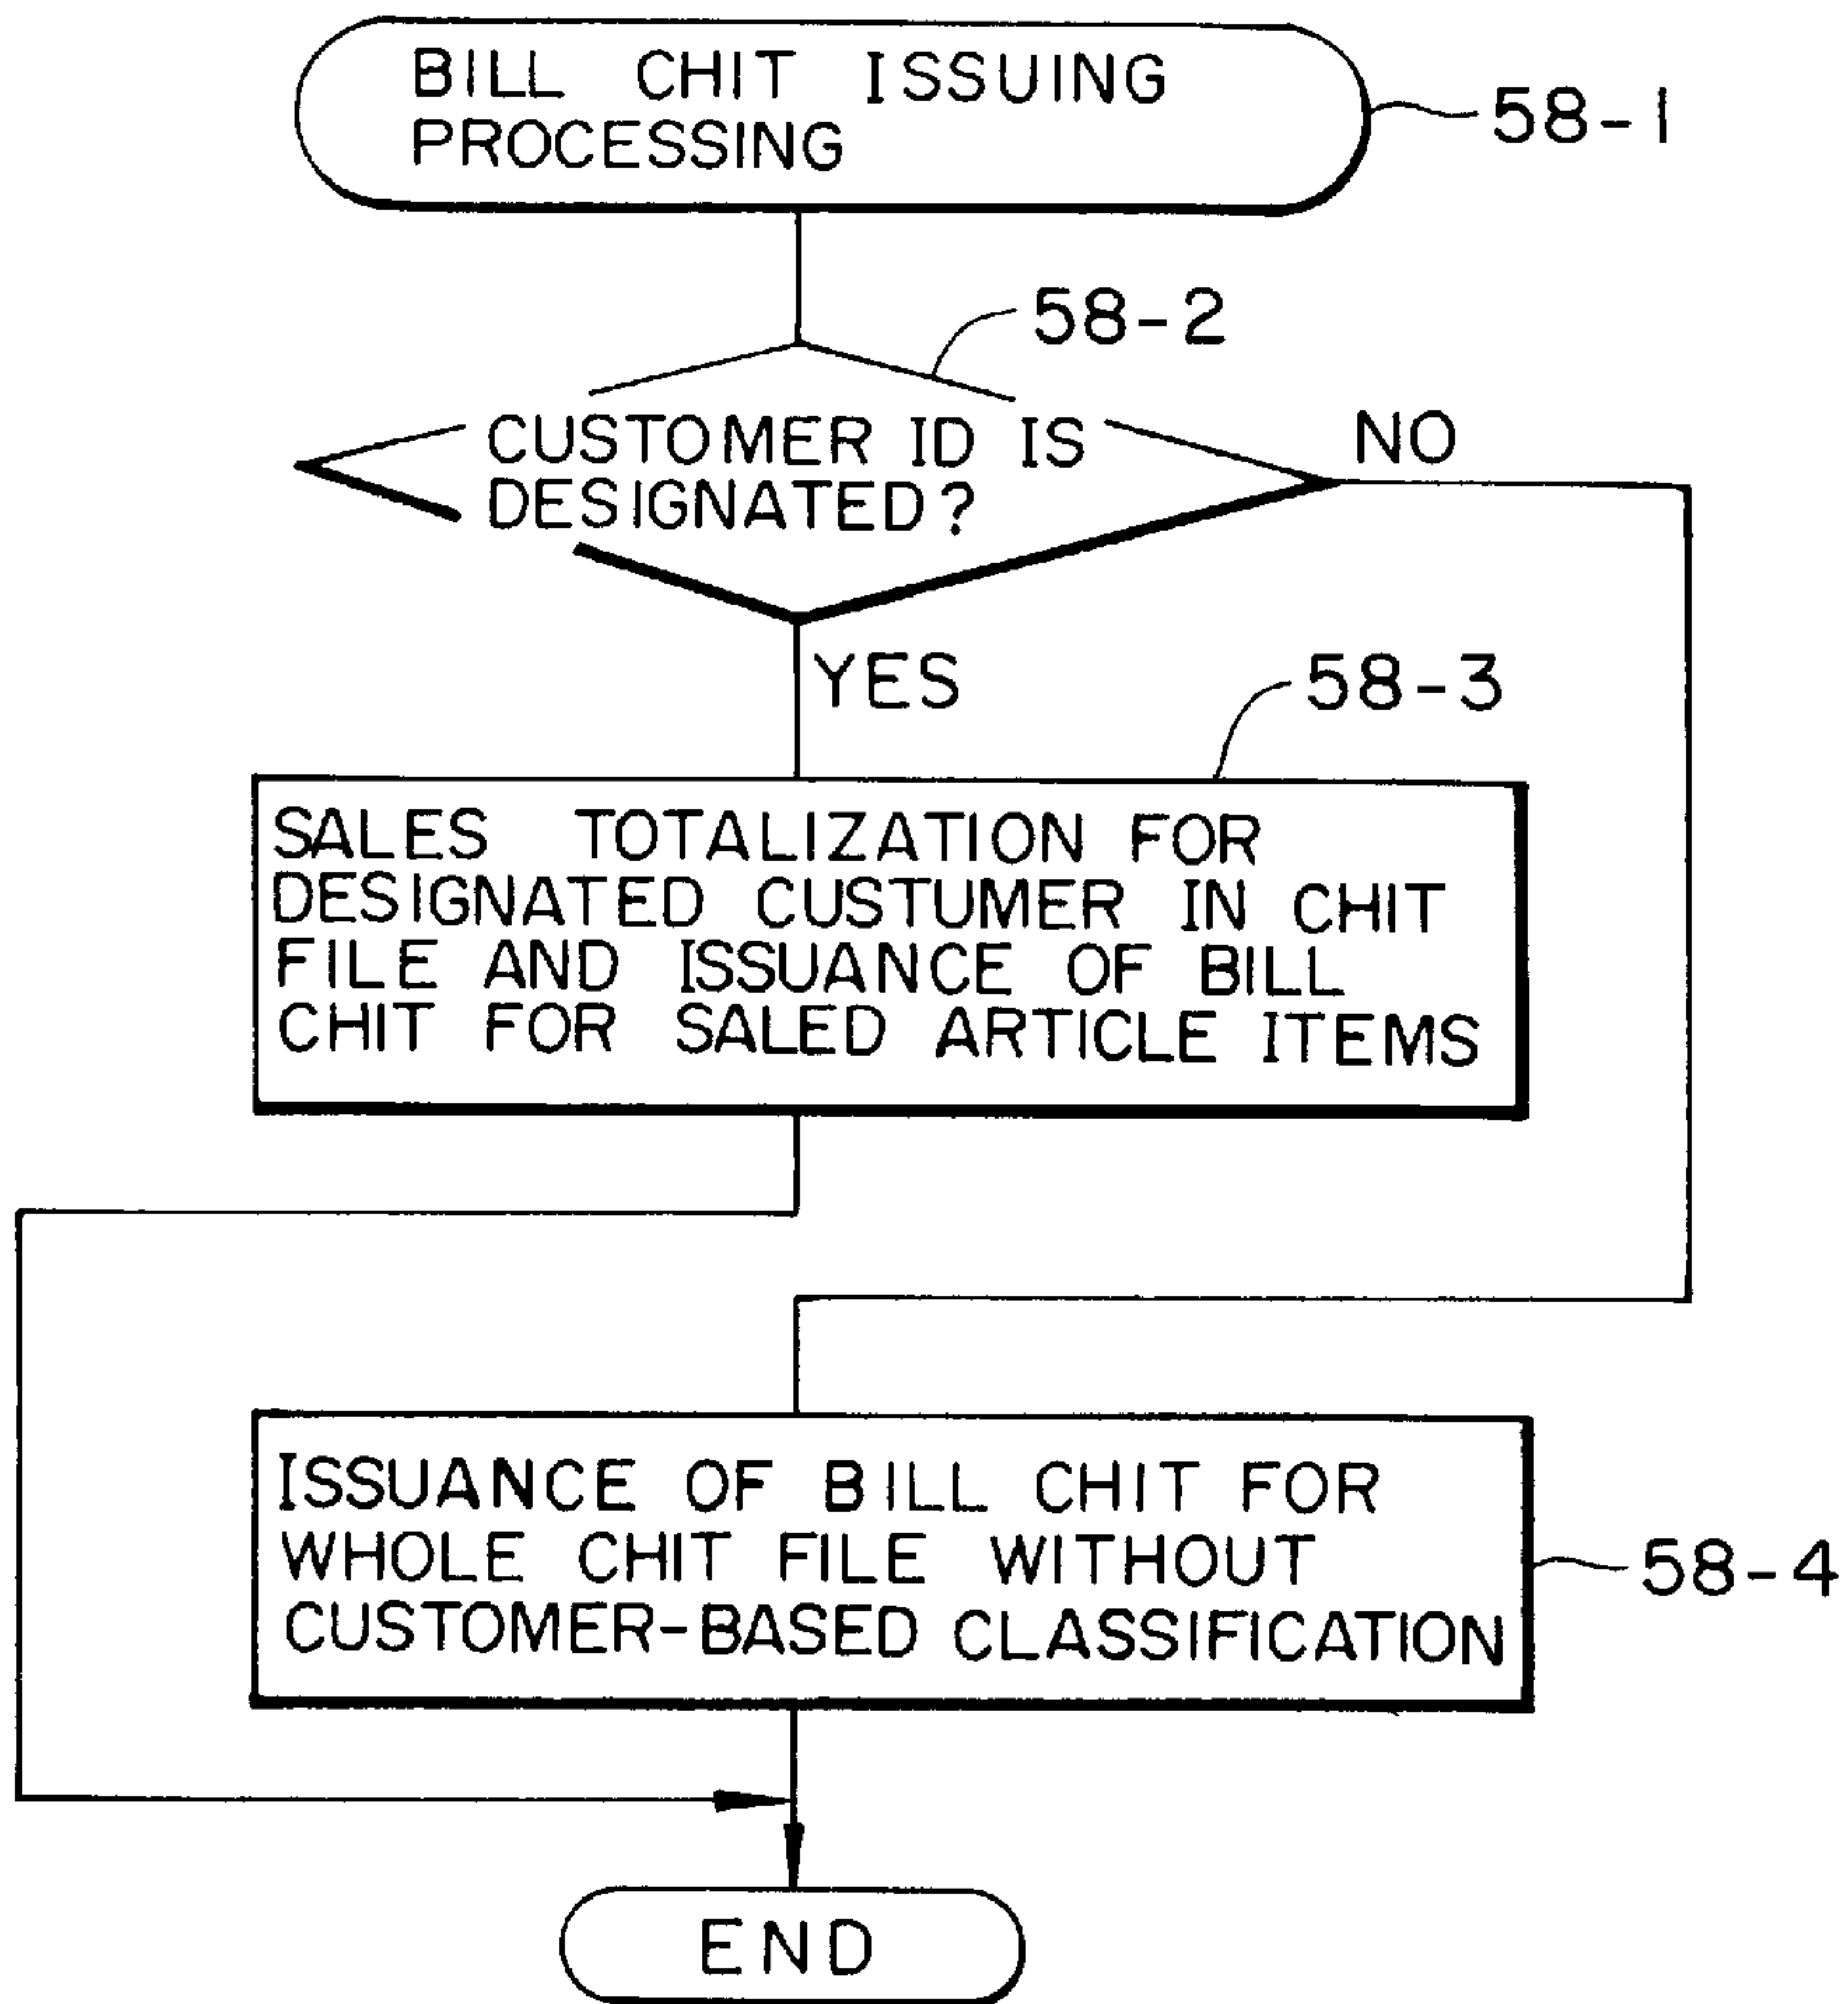 BILL CHIT ISSUING
PROCESSING
58-1
58-2
CUSTOMER ID IS
DESIGNATED?
NO
YES
58-3
SALES TOTALIZATION FOR
DESIGNATED CUSTUMER IN CHIT
FILE AND ISSUANCE OF BILL
CHIT FOR SALED ARTICLE ITEMS
ISSUANCE OF BILL CHIT FOR
WHOLE CHIT FILE WITHOUT
CUSTOMER-BASED CLASSIFICATION
58-4
END